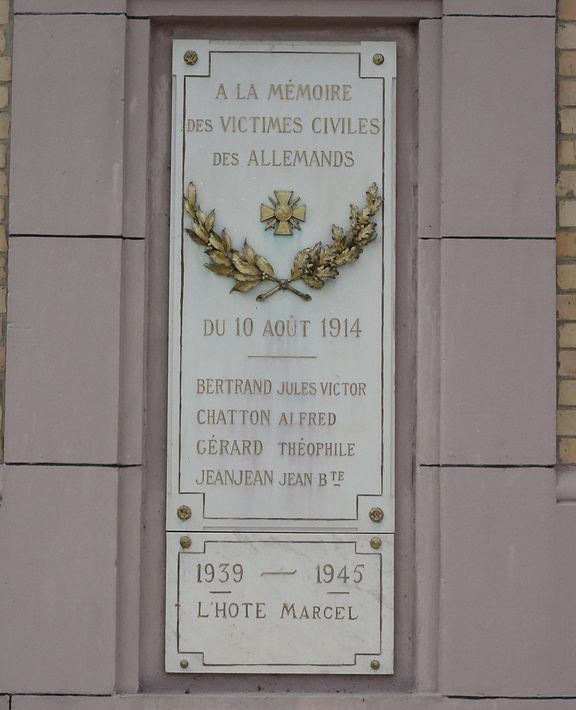 A LA MÉMOIRE
DES VICTIMES CIVILES
DES ALLEMANDS
DU 10 AOÛT 1914
BERTRAND JULES VICTOR
CHATTON ALFRED
GÉRARD THÉOPHILE
JEANJEAN JEAN BTE
1939 — 1945
L'HOTE MARCEL